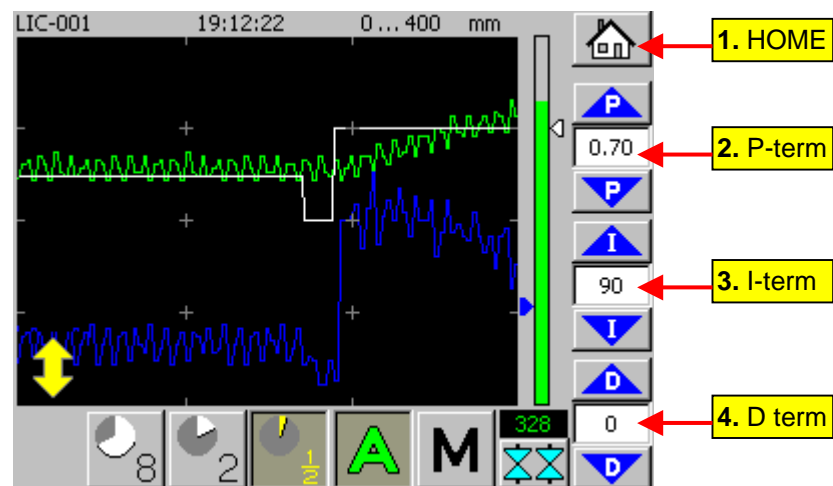 LIC-001 19:12:22 0...400 mm
1. HOME
P
0.70
2. P-term
P
I
90
3. I-term
I
D
0
4. D term
D
8
2
1/2
A
M
328